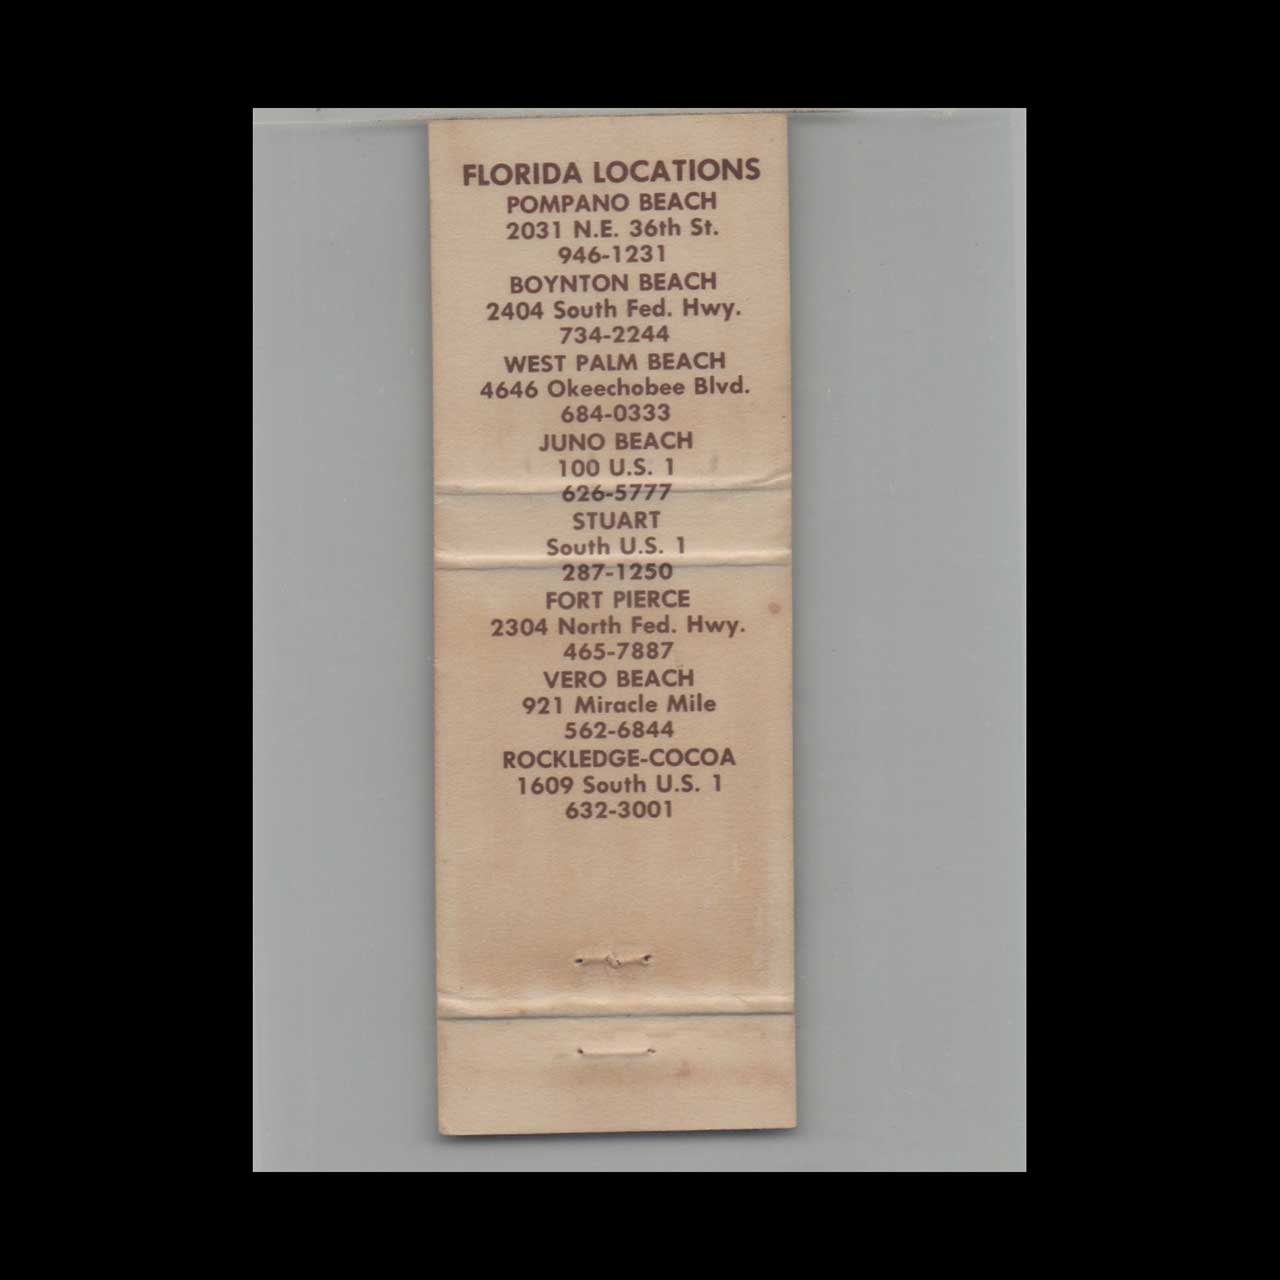 FLORIDA LOCATIONS
POMPANO BEACH
2031 N.E. 36th St.
946-1231
BOYNTON BEACH
2404 South Fed. Hwy.
734-2244
WEST PALM BEACH
4646 Okeechobee Blvd.
684-0333
JUNO BEACH
100 U.S. 1
626-5777
STUART
South U.S. 1
287-1250
FORT PIERCE
2304 North Fed. Hwy.
465-7887
VERO BEACH
921 Miracle Mile
562-6844
ROCKLEDGE-COCOA
1609 South U.S. 1
632-3001